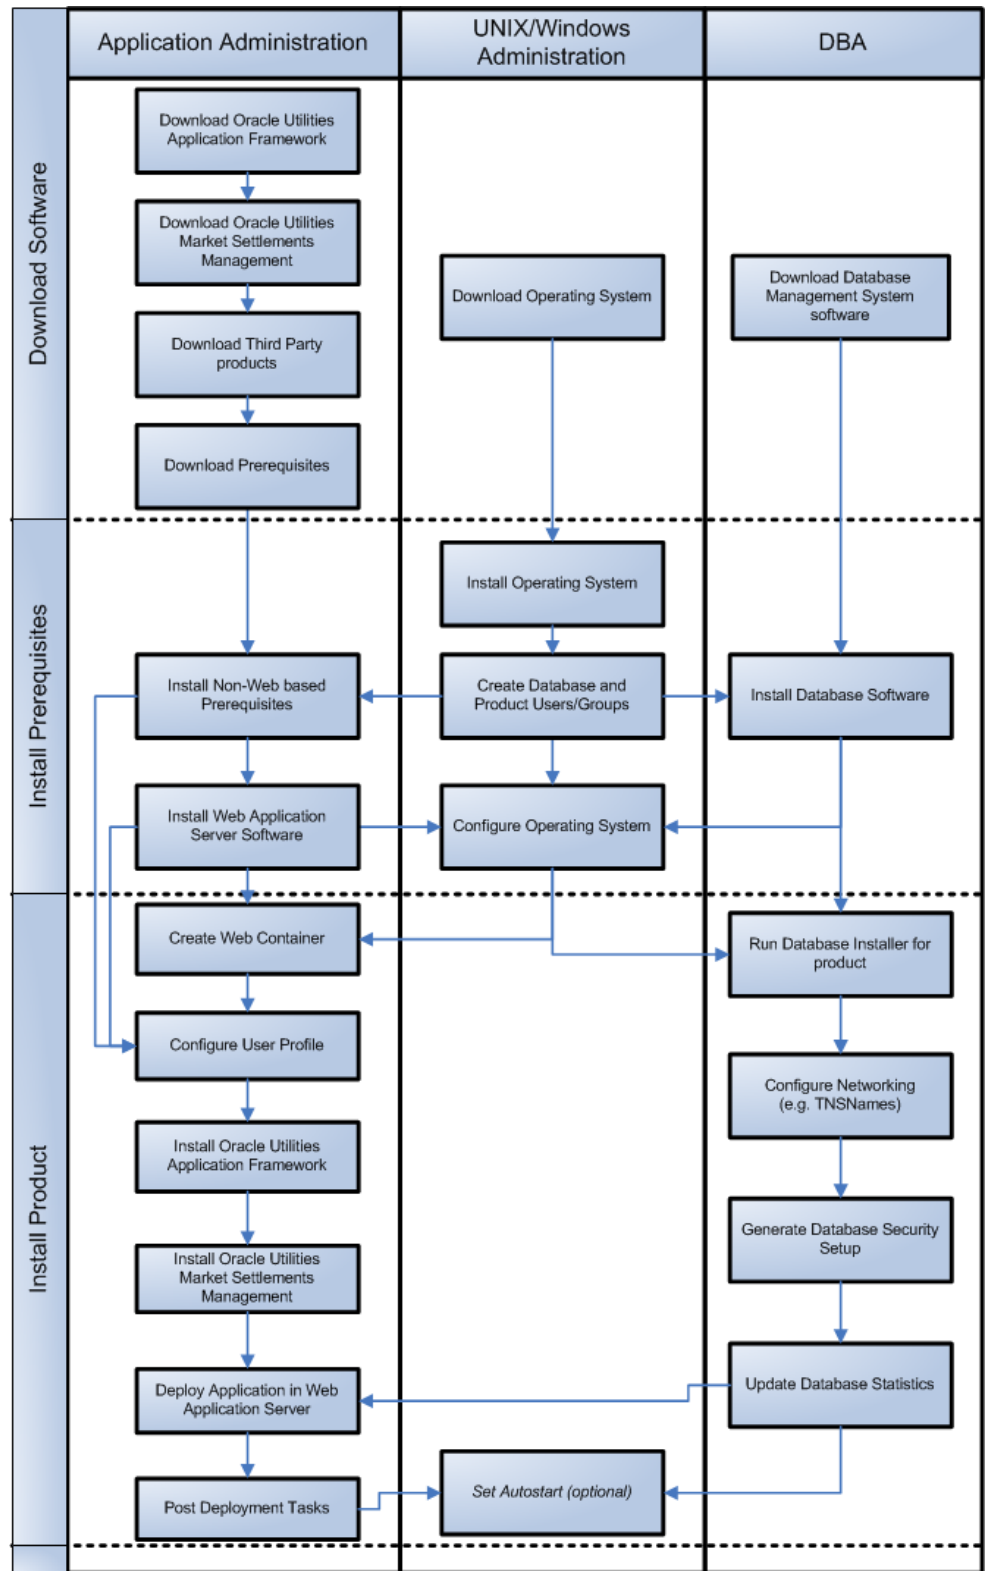 Application Administration
UNIX/Windows
Administration
DBA
Download Software
Download Oracle Utilities
Application Framework
Download Oracle Utilities
Market Settlements
Management
Download Third Party
products
Download Prerequisites
Download Operating System
Download Database
Management System
software
Install Prerequisites
Install Operating System
Install Non-Web based
Prerequisites
Create Database and
Product Users/Groups
Install Database Software
Install Web Application
Server Software
Configure Operating System
Install Product
Create Web Container
Run Database Installer for
product
Configure User Profile
Configure Networking
(e.g. TNSNames)
Install Oracle Utilities
Application Framework
Generate Database Security
Setup
Install Oracle Utilities
Market Settlements
Management
Deploy Application in Web
Application Server
Update Database Statistics
Post Deployment Tasks
Set Autostart (optional)